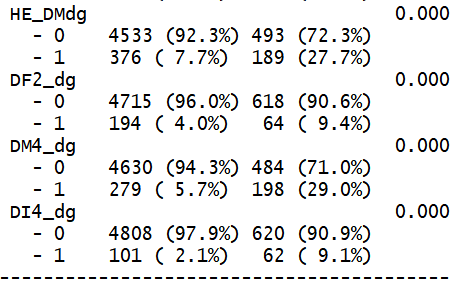 HE_DMdg 0.000
- 0 4533 (92.3%) 493 (72.3%)
- 1 376 ( 7.7%) 189 (27.7%)
DF2_dg 0.000
- 0 4715 (96.0%) 618 (90.6%)
- 1 194 ( 4.0%) 64 ( 9.4%)
DM4_dg 0.000
- 0 4630 (94.3%) 484 (71.0%)
- 1 279 ( 5.7%) 198 (29.0%)
DI4_dg 0.000
- 0 4808 (97.9%) 620 (90.9%)
- 1 101 ( 2.1%) 62 ( 9.1%)
-----------------------------------------